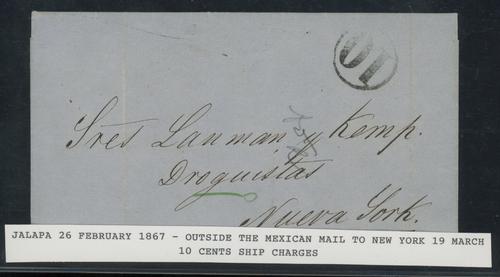 10
Sres Lanman y Kemp.
Droguistas
Nueva York.
JALAPA 26 FEBRUARY 1867 - OUTSIDE THE MEXICAN MAIL TO NEW YORK 19 MARCH
10 CENTS SHIP CHARGES